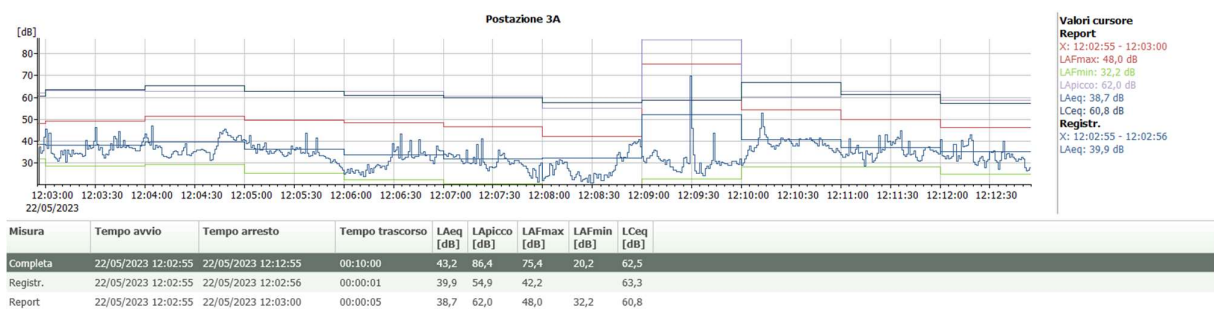 Postazione 3A
[dB]
80
70
60
50
40
30
12:03:00 12:03:30 12:04:00 12:04:30 12:05:00 12:05:30 12:06:00 12:06:30 12:07:00 12:07:30 12:08:00 12:08:30 12:09:00 12:09:30 12:10:00 12:10:30 12:11:00 12:11:30 12:12:00 12:12:30
22/05/2023
Valori cursore
Report
X: 12:02:55 - 12:03:00
LAFmax: 48,0 dB
LAFmin: 32,2 dB
LApicco: 62,0 dB
LAeq: 38,7 dB
LCeq: 60,8 dB
Registr.
X: 12:02:55 - 12:02:56
LAeq: 39,9 dB
Misura Tempo avvio Tempo arresto Tempo trascorso LAeq LApicco LAFmax LAFmin LCeq
[dB] [dB] [dB] [dB] [dB]
Completa 22/05/2023 12:02:55 22/05/2023 12:12:55 00:10:00 43,2 86,4 75,4 20,2 62,5
Registr. 22/05/2023 12:02:55 22/05/2023 12:02:56 00:00:01 39,9 54,9 42,2 63,3
Report 22/05/2023 12:02:55 22/05/2023 12:03:00 00:00:05 38,7 62,0 48,0 32,2 60,8